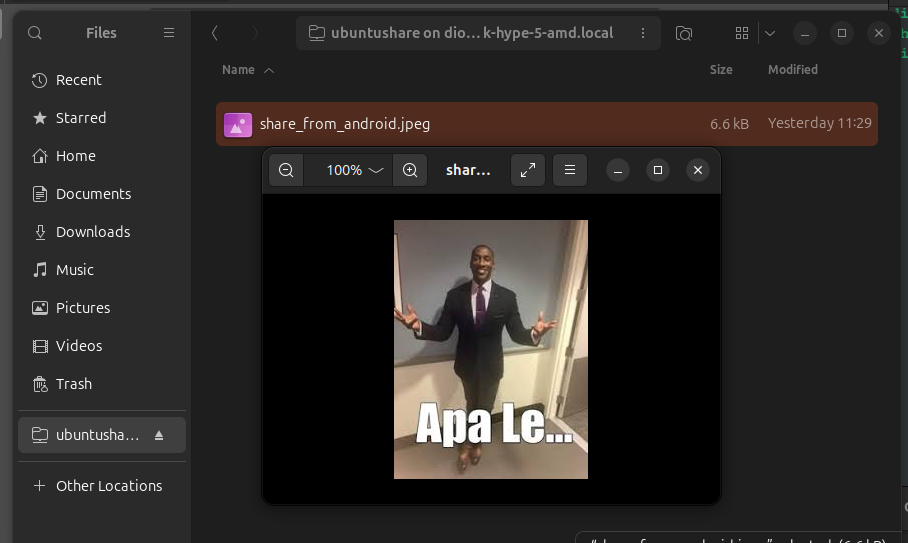 Files
ubuntushare on dio…k-hype-5-amd.local
Name
Size
Modified
Recent
Starred
Home
Documents
Downloads
Music
Pictures
Videos
Trash
ubuntusha…
Other Locations
share_from_android.jpeg
6.6 kB
Yesterday 11:29
100%
shar…
Apa Le...